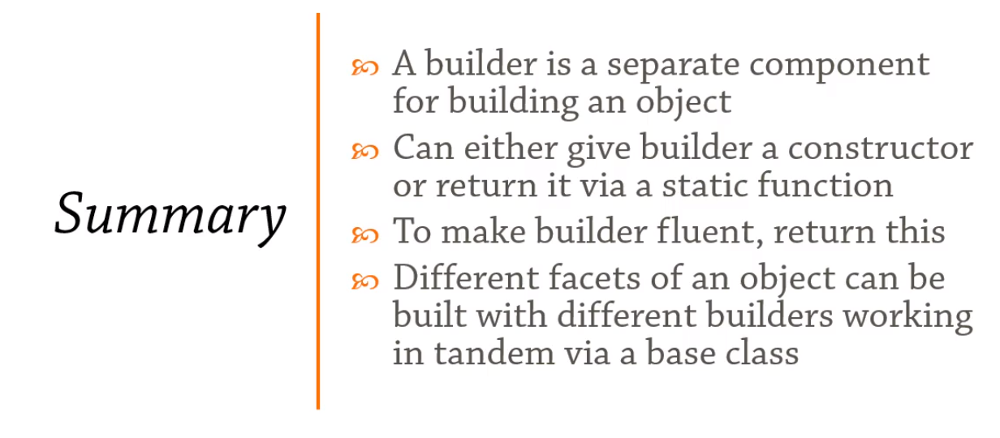 Summary
A builder is a separate component
for building an object
Can either give builder a constructor
or return it via a static function
To make builder fluent, return this
Different facets of an object can be
built with different builders working
in tandem via a base class